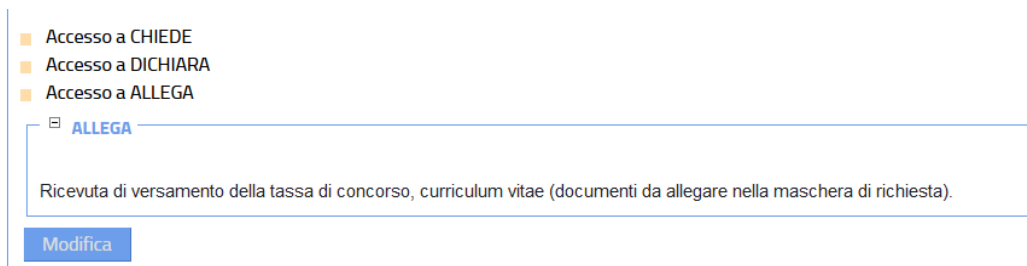 Accesso a CHIEDE
Accesso a DICHIARA
Accesso a ALLEGA
ALLEGA
Ricevuta di versamento della tassa di concorso, curriculum vitae (documenti da allegare nella maschera di richiesta).
Modifica